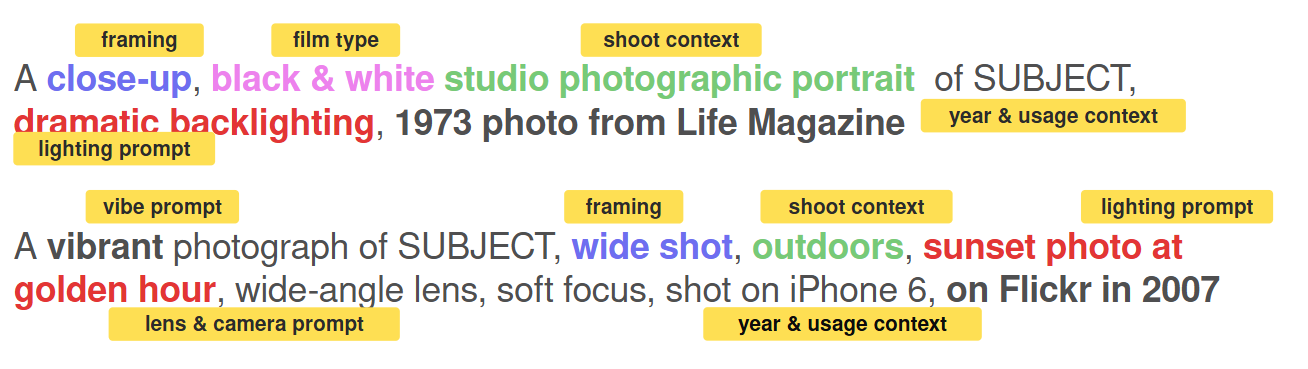 framing film type shoot context
A close-up, black & white studio photographic portrait of SUBJECT,
dramatic backlighting, 1973 photo from Life Magazine year & usage context
lighting prompt
vibe prompt framing shoot context lighting prompt
A vibrant photograph of SUBJECT, wide shot, outdoors, sunset photo at
golden hour, wide-angle lens, soft focus, shot on iPhone 6, on Flickr in 2007
lens & camera prompt year & usage context